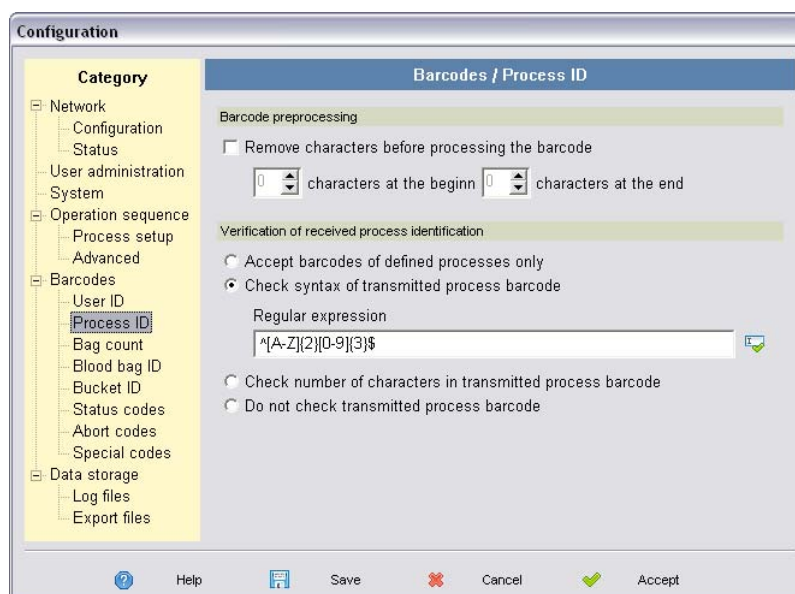 Configuration
Category
Network
Configuration
Status
User administration
System
Operation sequence
Process setup
Advanced
Barcodes
User ID
Process ID
Bag count
Blood bag ID
Bucket ID
Status codes
Abort codes
Special codes
Data storage
Log files
Export files
Barcodes / Process ID
Barcode preprocessing
Remove characters before processing the barcode
0 characters at the beginn 0 characters at the end
Verification of received process identification
Accept barcodes of defined processes only
Check syntax of transmitted process barcode
Regular expression
^[A-Z]{2}[0-9]{3}$
Check number of characters in transmitted process barcode
Do not check transmitted process barcode
Help Save Cancel Accept